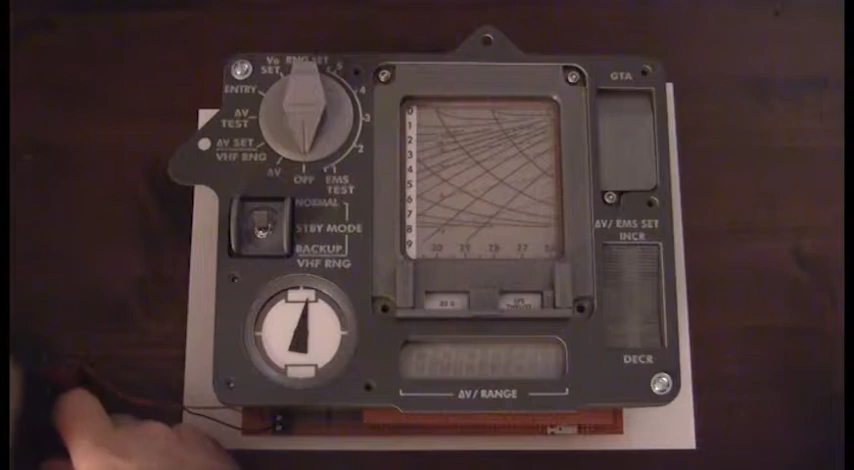 Vo
SET
RNG SET
5
4
3
2
1
ENTRY
ΔV
TEST
ΔV SET
VHF RNG
ΔV
OFF
EMS
TEST
NORMAL
STBY MODE
BACKUP
VHF RNG
0
1
2
3
4
5
6
7
8
9
GTA
ΔV/ EMS SET
INCR
DECR
ΔV/ RANGE